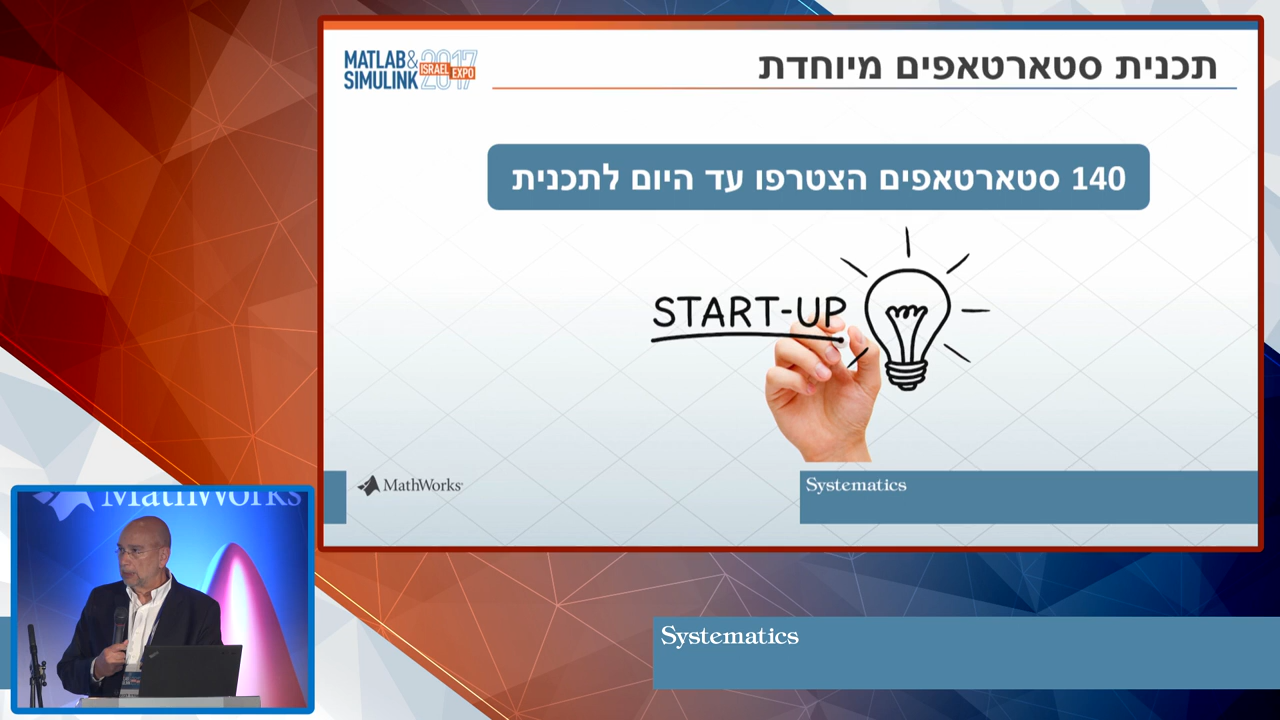 MATLAB&
SIMULINK
ISRAEL EXPO
2017
תכנית סטארטאפים מיוחדת
140 סטארטאפים הצטרפו עד היום לתכנית
START-UP
MathWorks
Systematics
MathWorks
Systematics